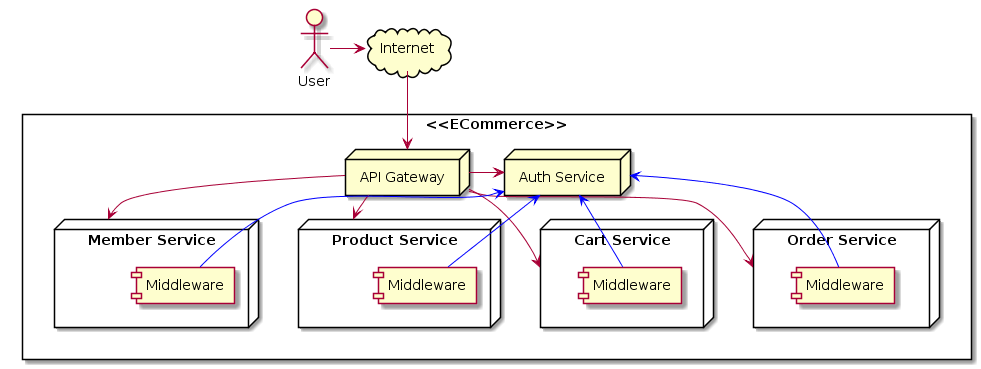 Internet
User
<<ECommerce>>
API Gateway
Auth Service
Member Service
Product Service
Cart Service
Order Service
Middleware
Middleware
Middleware
Middleware